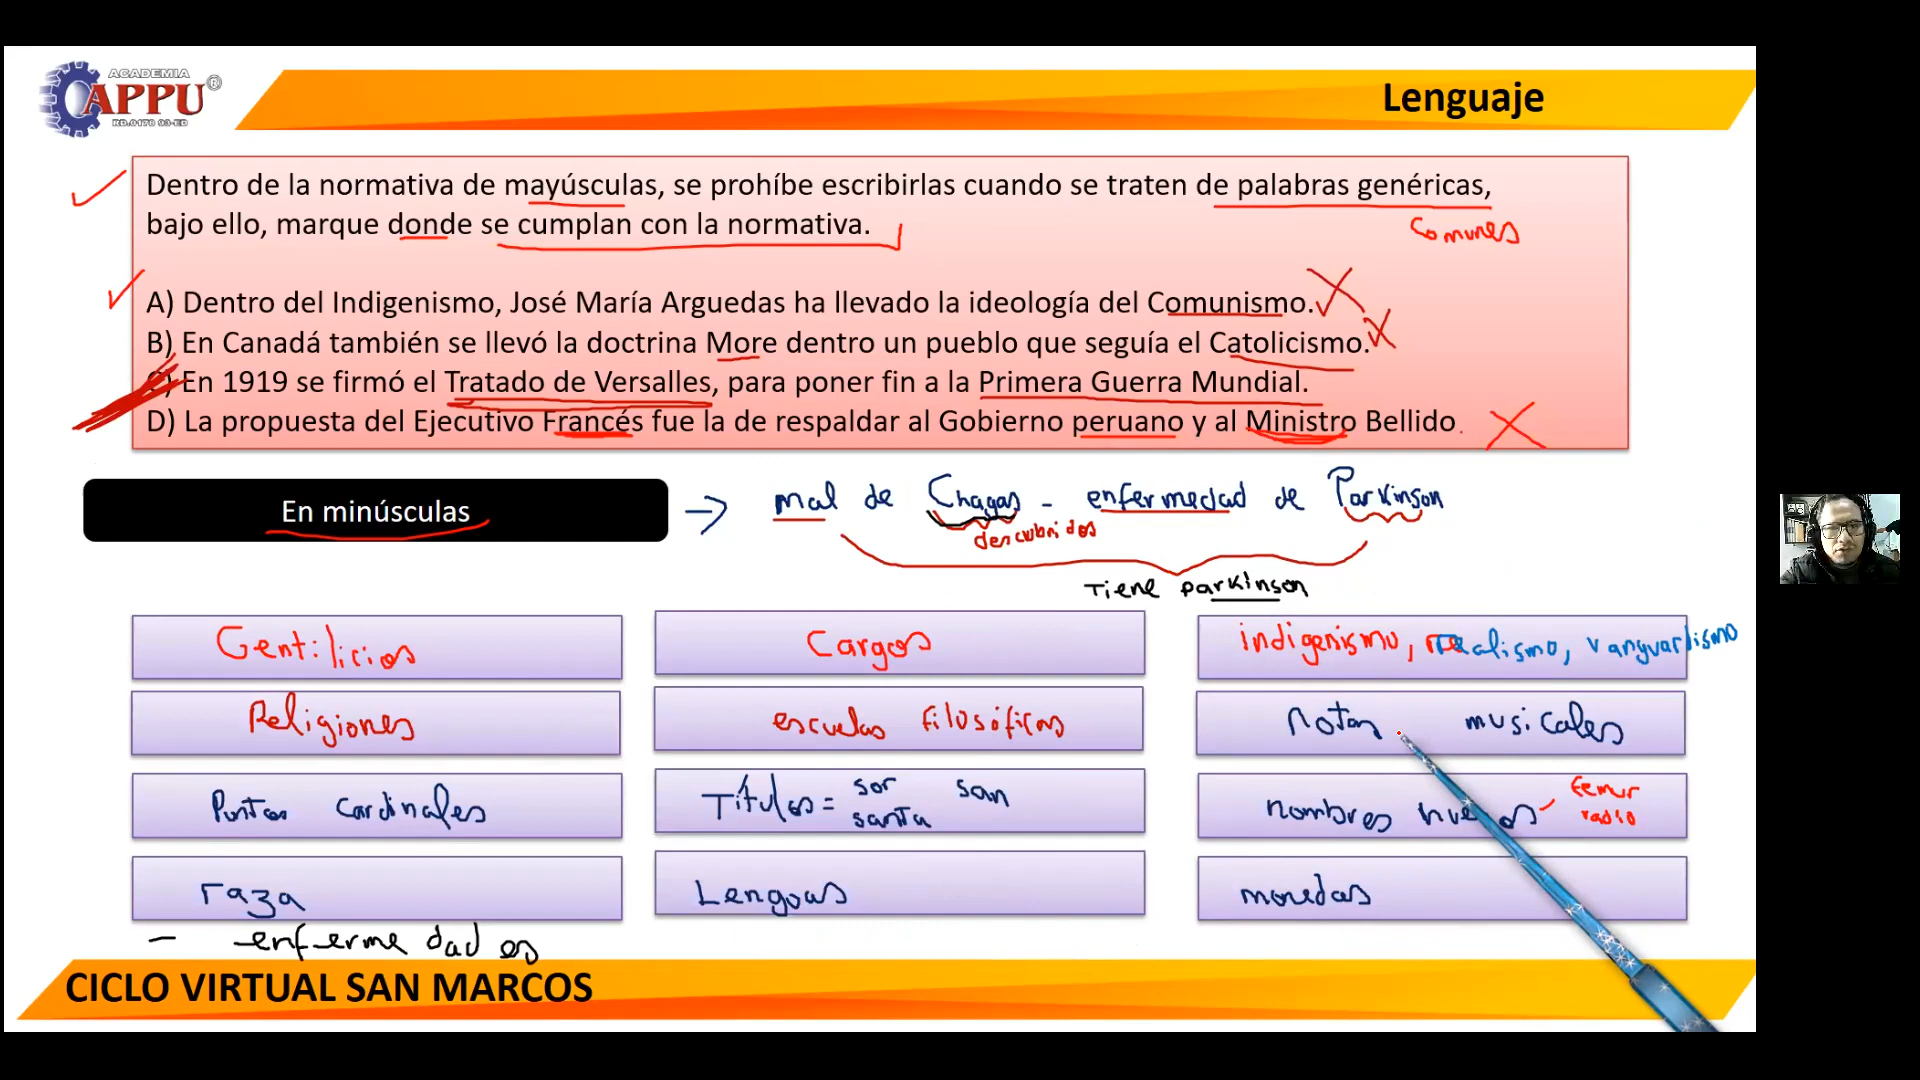 ACADEMIA
APPU®
RD.0170 93-ED
Lenguaje
Dentro de la normativa de mayúsculas, se prohíbe escribirlas cuando se traten de palabras genéricas,
bajo ello, marque donde se cumplan con la normativa.
Comunes
A) Dentro del Indigenismo, José María Arguedas ha llevado la ideología del Comunismo.
B) En Canadá también se llevó la doctrina More dentro un pueblo que seguía el Catolicismo.
C) En 1919 se firmó el Tratado de Versalles, para poner fin a la Primera Guerra Mundial.
D) La propuesta del Ejecutivo Francés fue la de respaldar al Gobierno peruano y al Ministro Bellido.
En minúsculas → mal de Chagas - enfermedad de Parkinson
descubridos
Tiene parkinson
Gentilicios Cargos indigenismo, realismo, vanguardismo
Religiones escuelas filosóficas Notas musicales
Puntos cardinales Títulos = sor san santa nombres huesos femur radio
raza Lenguas monedas
- enfermedades
CICLO VIRTUAL SAN MARCOS